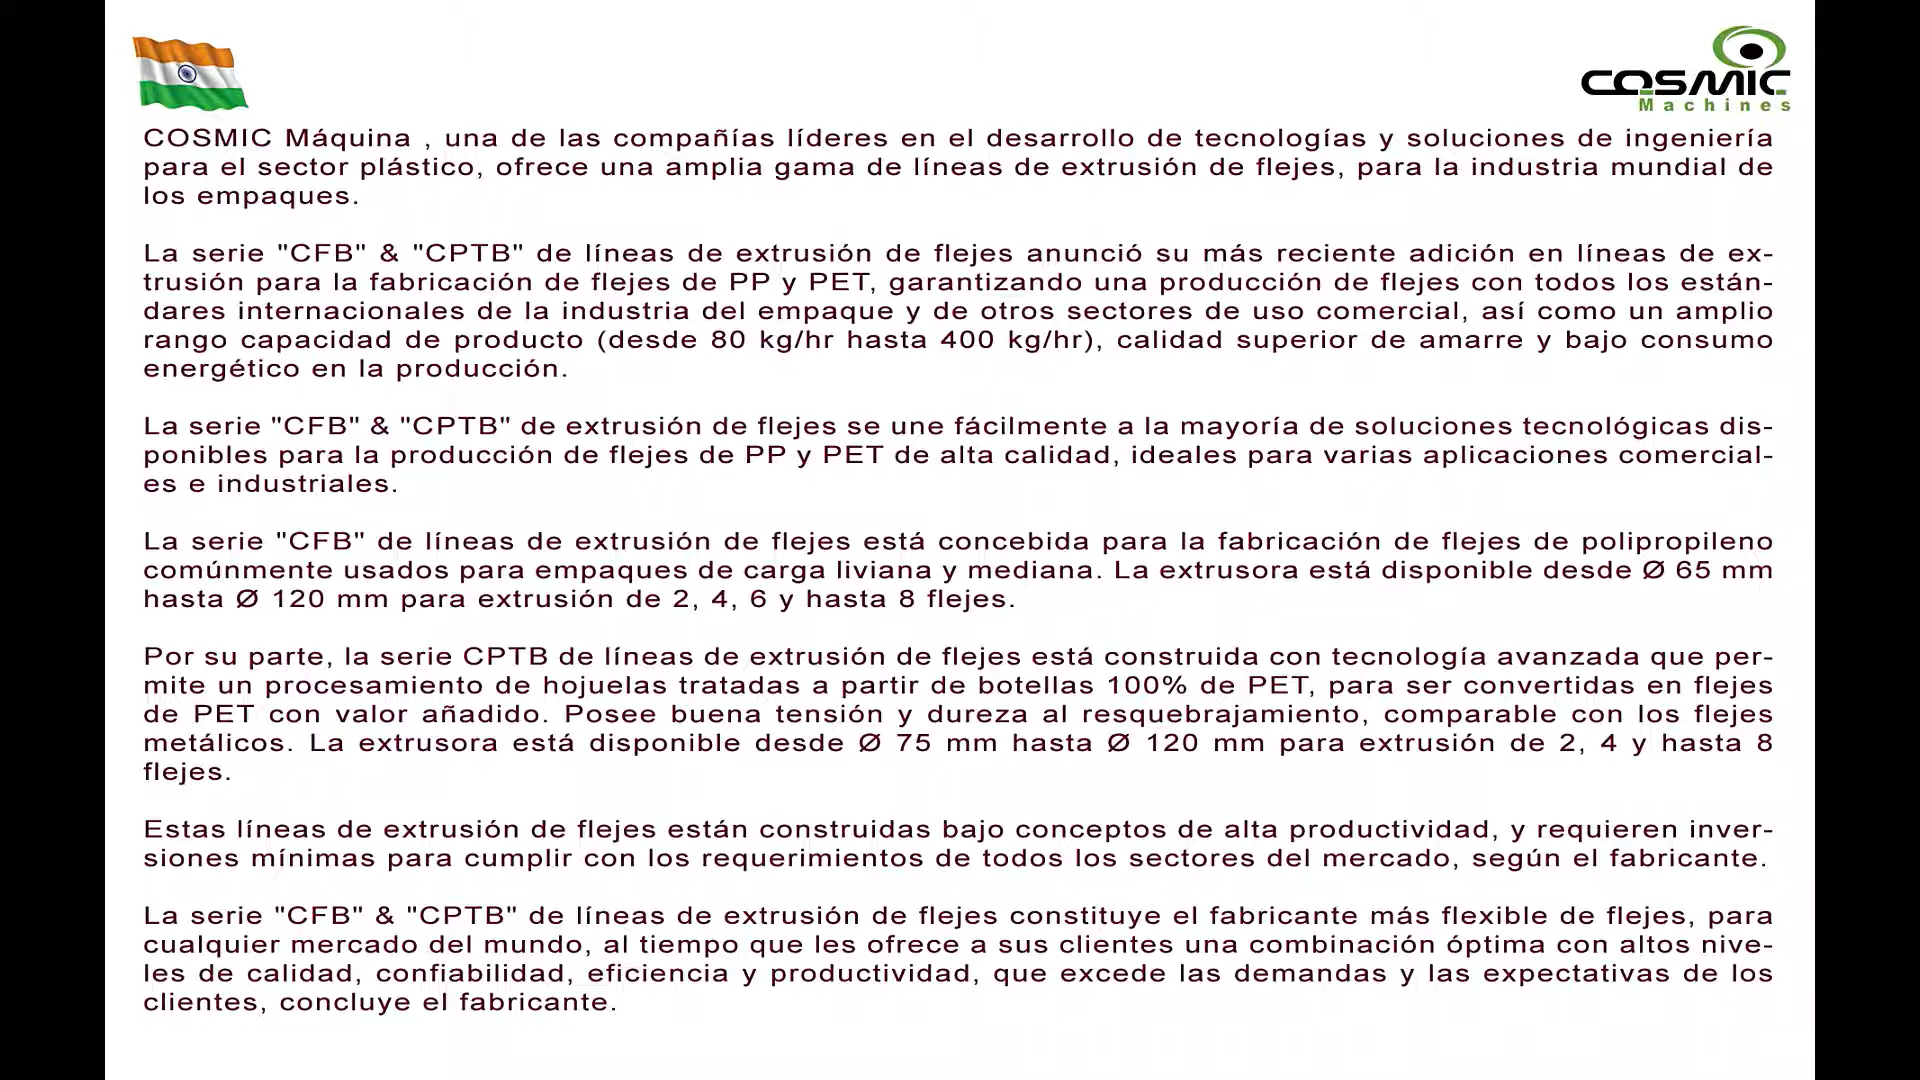 COSMIC
Machines
COSMIC Máquina , una de las compañías líderes en el desarrollo de tecnologías y soluciones de ingeniería
para el sector plástico, ofrece una amplia gama de líneas de extrusión de flejes, para la industria mundial de
los empaques.
La serie "CFB" & "CPTB" de líneas de extrusión de flejes anunció su más reciente adición en líneas de ex-
trusión para la fabricación de flejes de PP y PET, garantizando una producción de flejes con todos los están-
dares internacionales de la industria del empaque y de otros sectores de uso comercial, así como un amplio
rango capacidad de producto (desde 80 kg/hr hasta 400 kg/hr), calidad superior de amarre y bajo consumo
energético en la producción.
La serie "CFB" & "CPTB" de extrusión de flejes se une fácilmente a la mayoría de soluciones tecnológicas dis-
ponibles para la producción de flejes de PP y PET de alta calidad, ideales para varias aplicaciones comercial-
es e industriales.
La serie "CFB" de líneas de extrusión de flejes está concebida para la fabricación de flejes de polipropileno
comúnmente usados para empaques de carga liviana y mediana. La extrusora está disponible desde Ø 65 mm
hasta Ø 120 mm para extrusión de 2, 4, 6 y hasta 8 flejes.
Por su parte, la serie CPTB de líneas de extrusión de flejes está construida con tecnología avanzada que per-
mite un procesamiento de hojuelas tratadas a partir de botellas 100% de PET, para ser convertidas en flejes
de PET con valor añadido. Posee buena tensión y dureza al resquebrajamiento, comparable con los flejes
metálicos. La extrusora está disponible desde Ø 75 mm hasta Ø 120 mm para extrusión de 2, 4 y hasta 8
flejes.
Estas líneas de extrusión de flejes están construidas bajo conceptos de alta productividad, y requieren inver-
siones mínimas para cumplir con los requerimientos de todos los sectores del mercado, según el fabricante.
La serie "CFB" & "CPTB" de líneas de extrusión de flejes constituye el fabricante más flexible de flejes, para
cualquier mercado del mundo, al tiempo que les ofrece a sus clientes una combinación óptima con altos nive-
les de calidad, confiabilidad, eficiencia y productividad, que excede las demandas y las expectativas de los
clientes, concluye el fabricante.